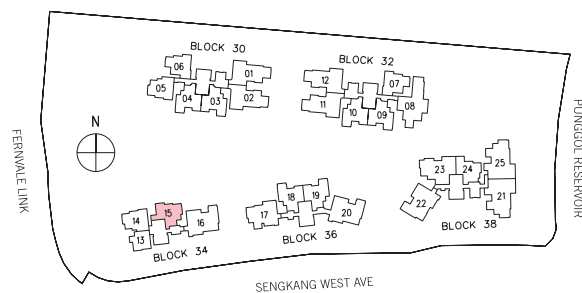 BLOCK 30
06
01
05
04
03
02
BLOCK 32
12
07
11
10
09
08
N
FERNVALE LINK
PUNGGOL RESERVOIR
14
15
13
16
BLOCK 34
18
19
17
20
BLOCK 36
23
24
25
22
21
BLOCK 38
SENGKANG WEST AVE